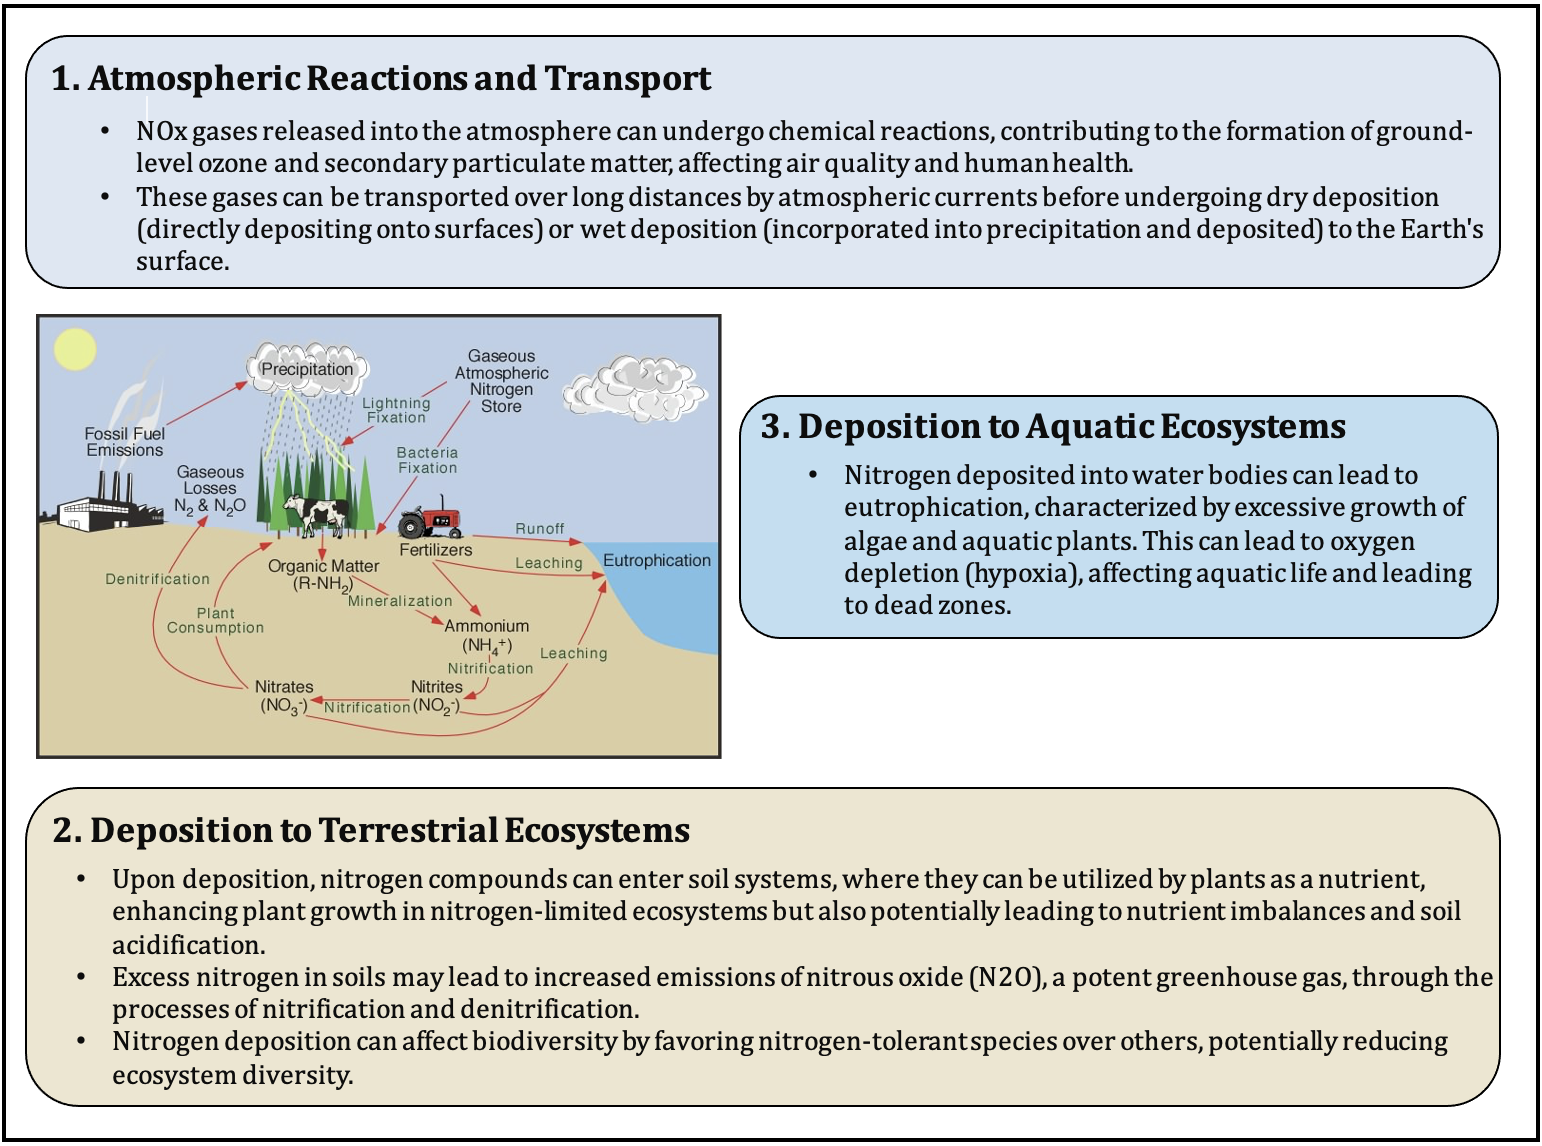 1. Atmospheric Reactions and Transport
• NOx gases released into the atmosphere can undergo chemical reactions, contributing to the formation of ground-
level ozone and secondary particulate matter, affecting air quality and human health.
• These gases can be transported over long distances by atmospheric currents before undergoing dry deposition
(directly depositing onto surfaces) or wet deposition (incorporated into precipitation and deposited) to the Earth's
surface.
Precipitation
Gaseous
Atmospheric
Nitrogen
Store
Lightning
Fixation
Fossil Fuel
Emissions
Bacteria
Fixation
Gaseous
Losses
N₂ & N₂O
Runoff
Fertilizers
Eutrophication
Leaching
Organic Matter
(R-NH₂)
Denitrification
Mineralization
Plant
Consumption
Ammonium
(NH₄⁺)
Leaching
Nitrification
Nitrates
(NO₃⁻)
Nitrification
Nitrites
(NO₂⁻)
3. Deposition to Aquatic Ecosystems
• Nitrogen deposited into water bodies can lead to
eutrophication, characterized by excessive growth of
algae and aquatic plants. This can lead to oxygen
depletion (hypoxia), affecting aquatic life and leading
to dead zones.
2. Deposition to Terrestrial Ecosystems
• Upon deposition, nitrogen compounds can enter soil systems, where they can be utilized by plants as a nutrient,
enhancing plant growth in nitrogen-limited ecosystems but also potentially leading to nutrient imbalances and soil
acidification.
• Excess nitrogen in soils may lead to increased emissions of nitrous oxide (N2O), a potent greenhouse gas, through the
processes of nitrification and denitrification.
• Nitrogen deposition can affect biodiversity by favoring nitrogen-tolerant species over others, potentially reducing
ecosystem diversity.